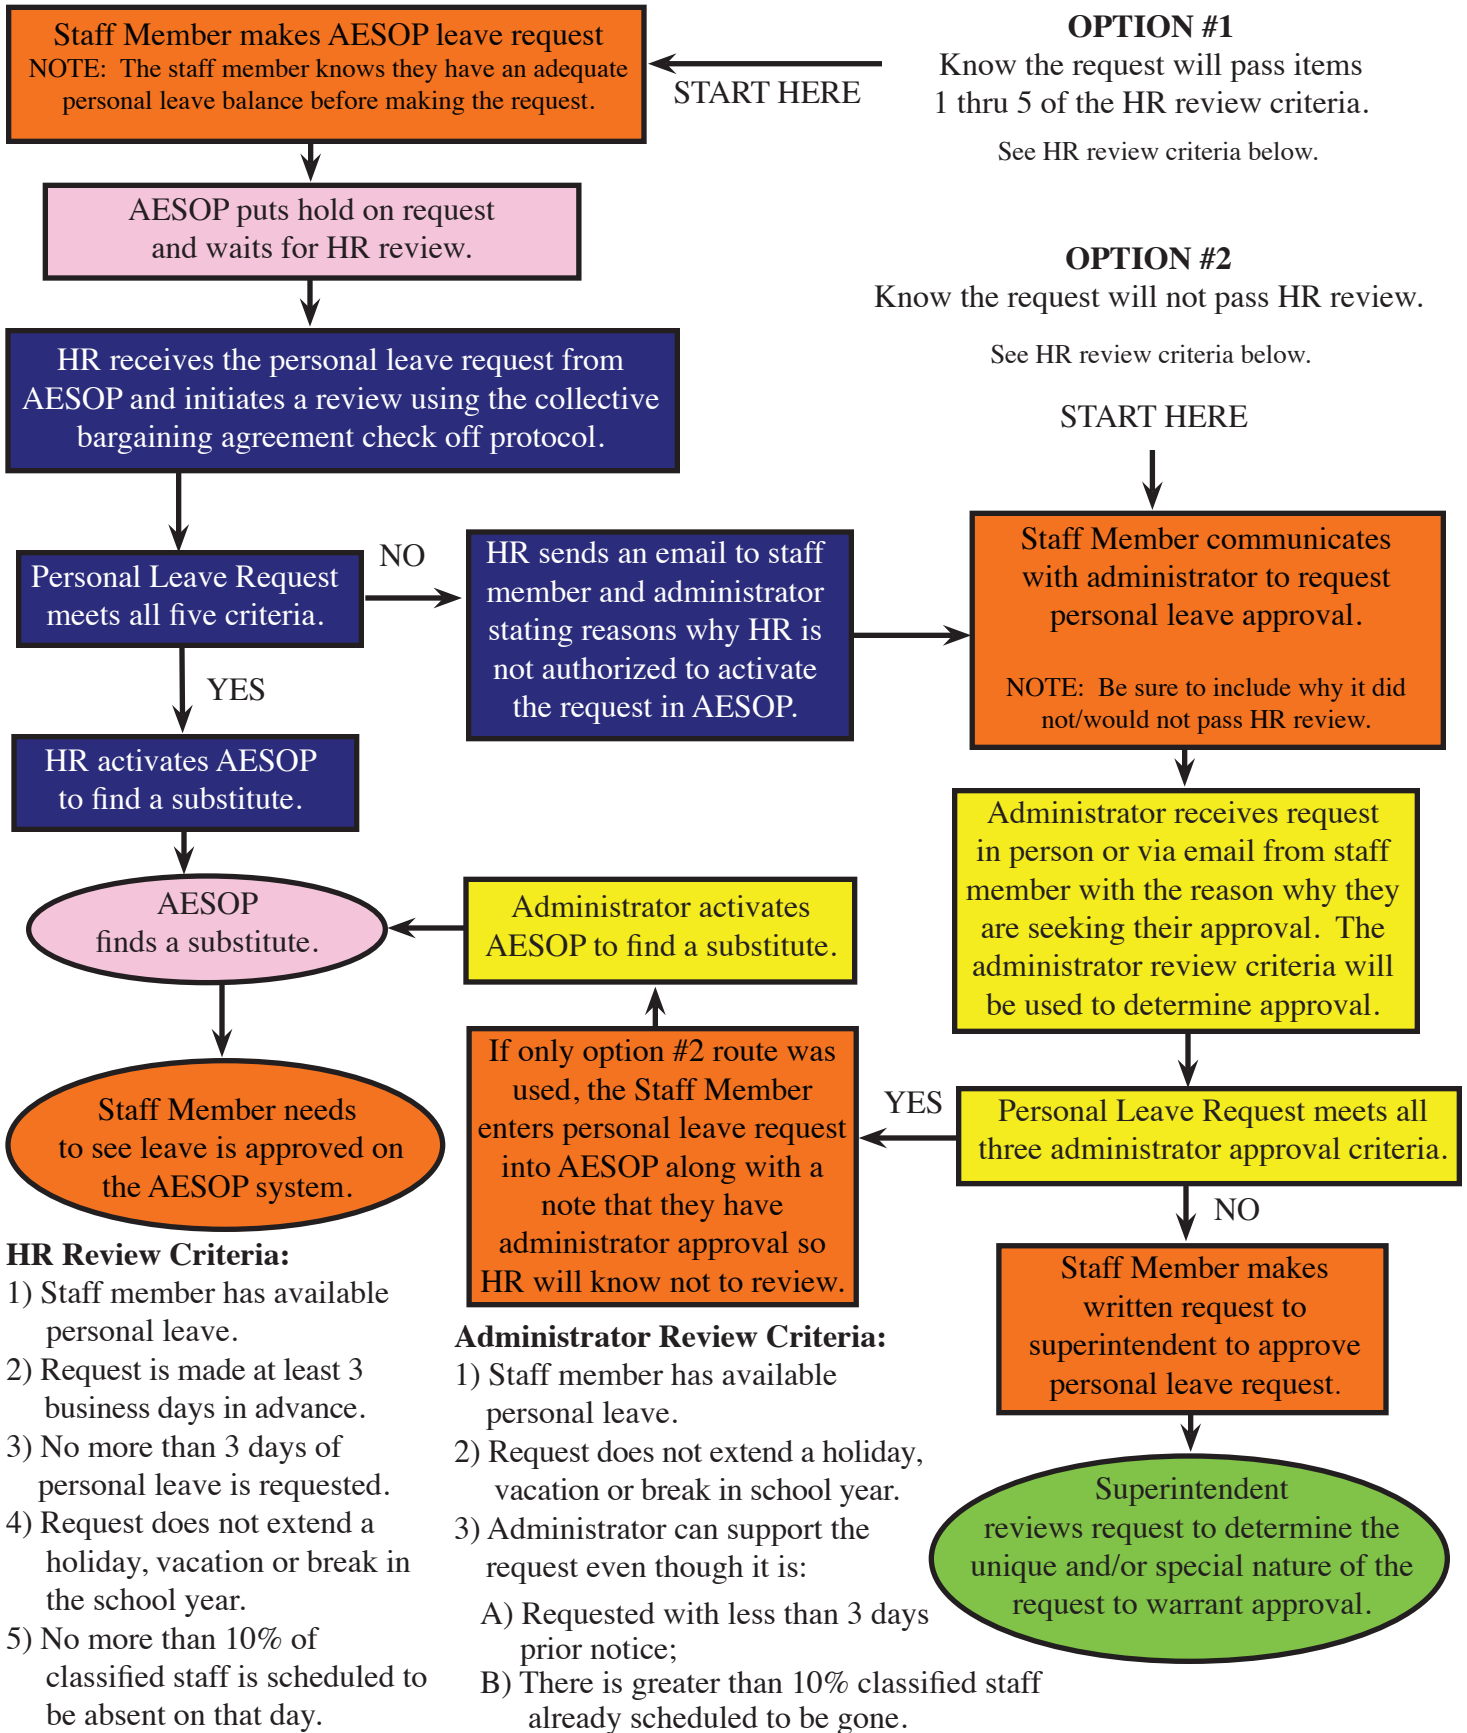 Staff Member makes AESOP leave request
NOTE:  The staff member knows they have an adequate
personal leave balance before making the request.
START HERE
OPTION #1
Know the request will pass items
1 thru 5 of the HR review criteria.
See HR review criteria below.
AESOP puts hold on request
and waits for HR review.
OPTION #2
Know the request will not pass HR review.
See HR review criteria below.
START HERE
HR receives the personal leave request from
AESOP and initiates a review using the collective
bargaining agreement check off protocol.
Personal Leave Request
meets all five criteria.
NO
HR sends an email to staff
member and administrator
stating reasons why HR is
not authorized to activate
the request in AESOP.
Staff Member communicates
with administrator to request
personal leave approval.
NOTE:  Be sure to include why it did
not/would not pass HR review.
YES
HR activates AESOP
to find a substitute.
Administrator receives request
in person or via email from staff
member with the reason why they
are seeking their approval.  The
administrator review criteria will
be used to determine approval.
AESOP
finds a substitute.
Administrator activates
AESOP to find a substitute.
If only option #2 route was
used, the Staff Member
enters personal leave request
into AESOP along with a
note that they have
administrator approval so
HR will know not to review.
YES
Personal Leave Request meets all
three administrator approval criteria.
NO
Staff Member needs
to see leave is approved on
the AESOP system.
Staff Member makes
written request to
superintendent to approve
personal leave request.
Superintendent
reviews request to determine the
unique and/or special nature of the
request to warrant approval.
HR Review Criteria:
1) Staff member has available
personal leave.
2) Request is made at least 3
business days in advance.
3) No more than 3 days of
personal leave is requested.
4) Request does not extend a
holiday, vacation or break in
the school year.
5) No more than 10% of
classified staff is scheduled to
be absent on that day.
Administrator Review Criteria:
1) Staff member has available
personal leave.
2) Request does not extend a holiday,
vacation or break in school year.
3) Administrator can support the
request even though it is:
A) Requested with less than 3 days
prior notice;
B) There is greater than 10% classified staff
already scheduled to be gone.